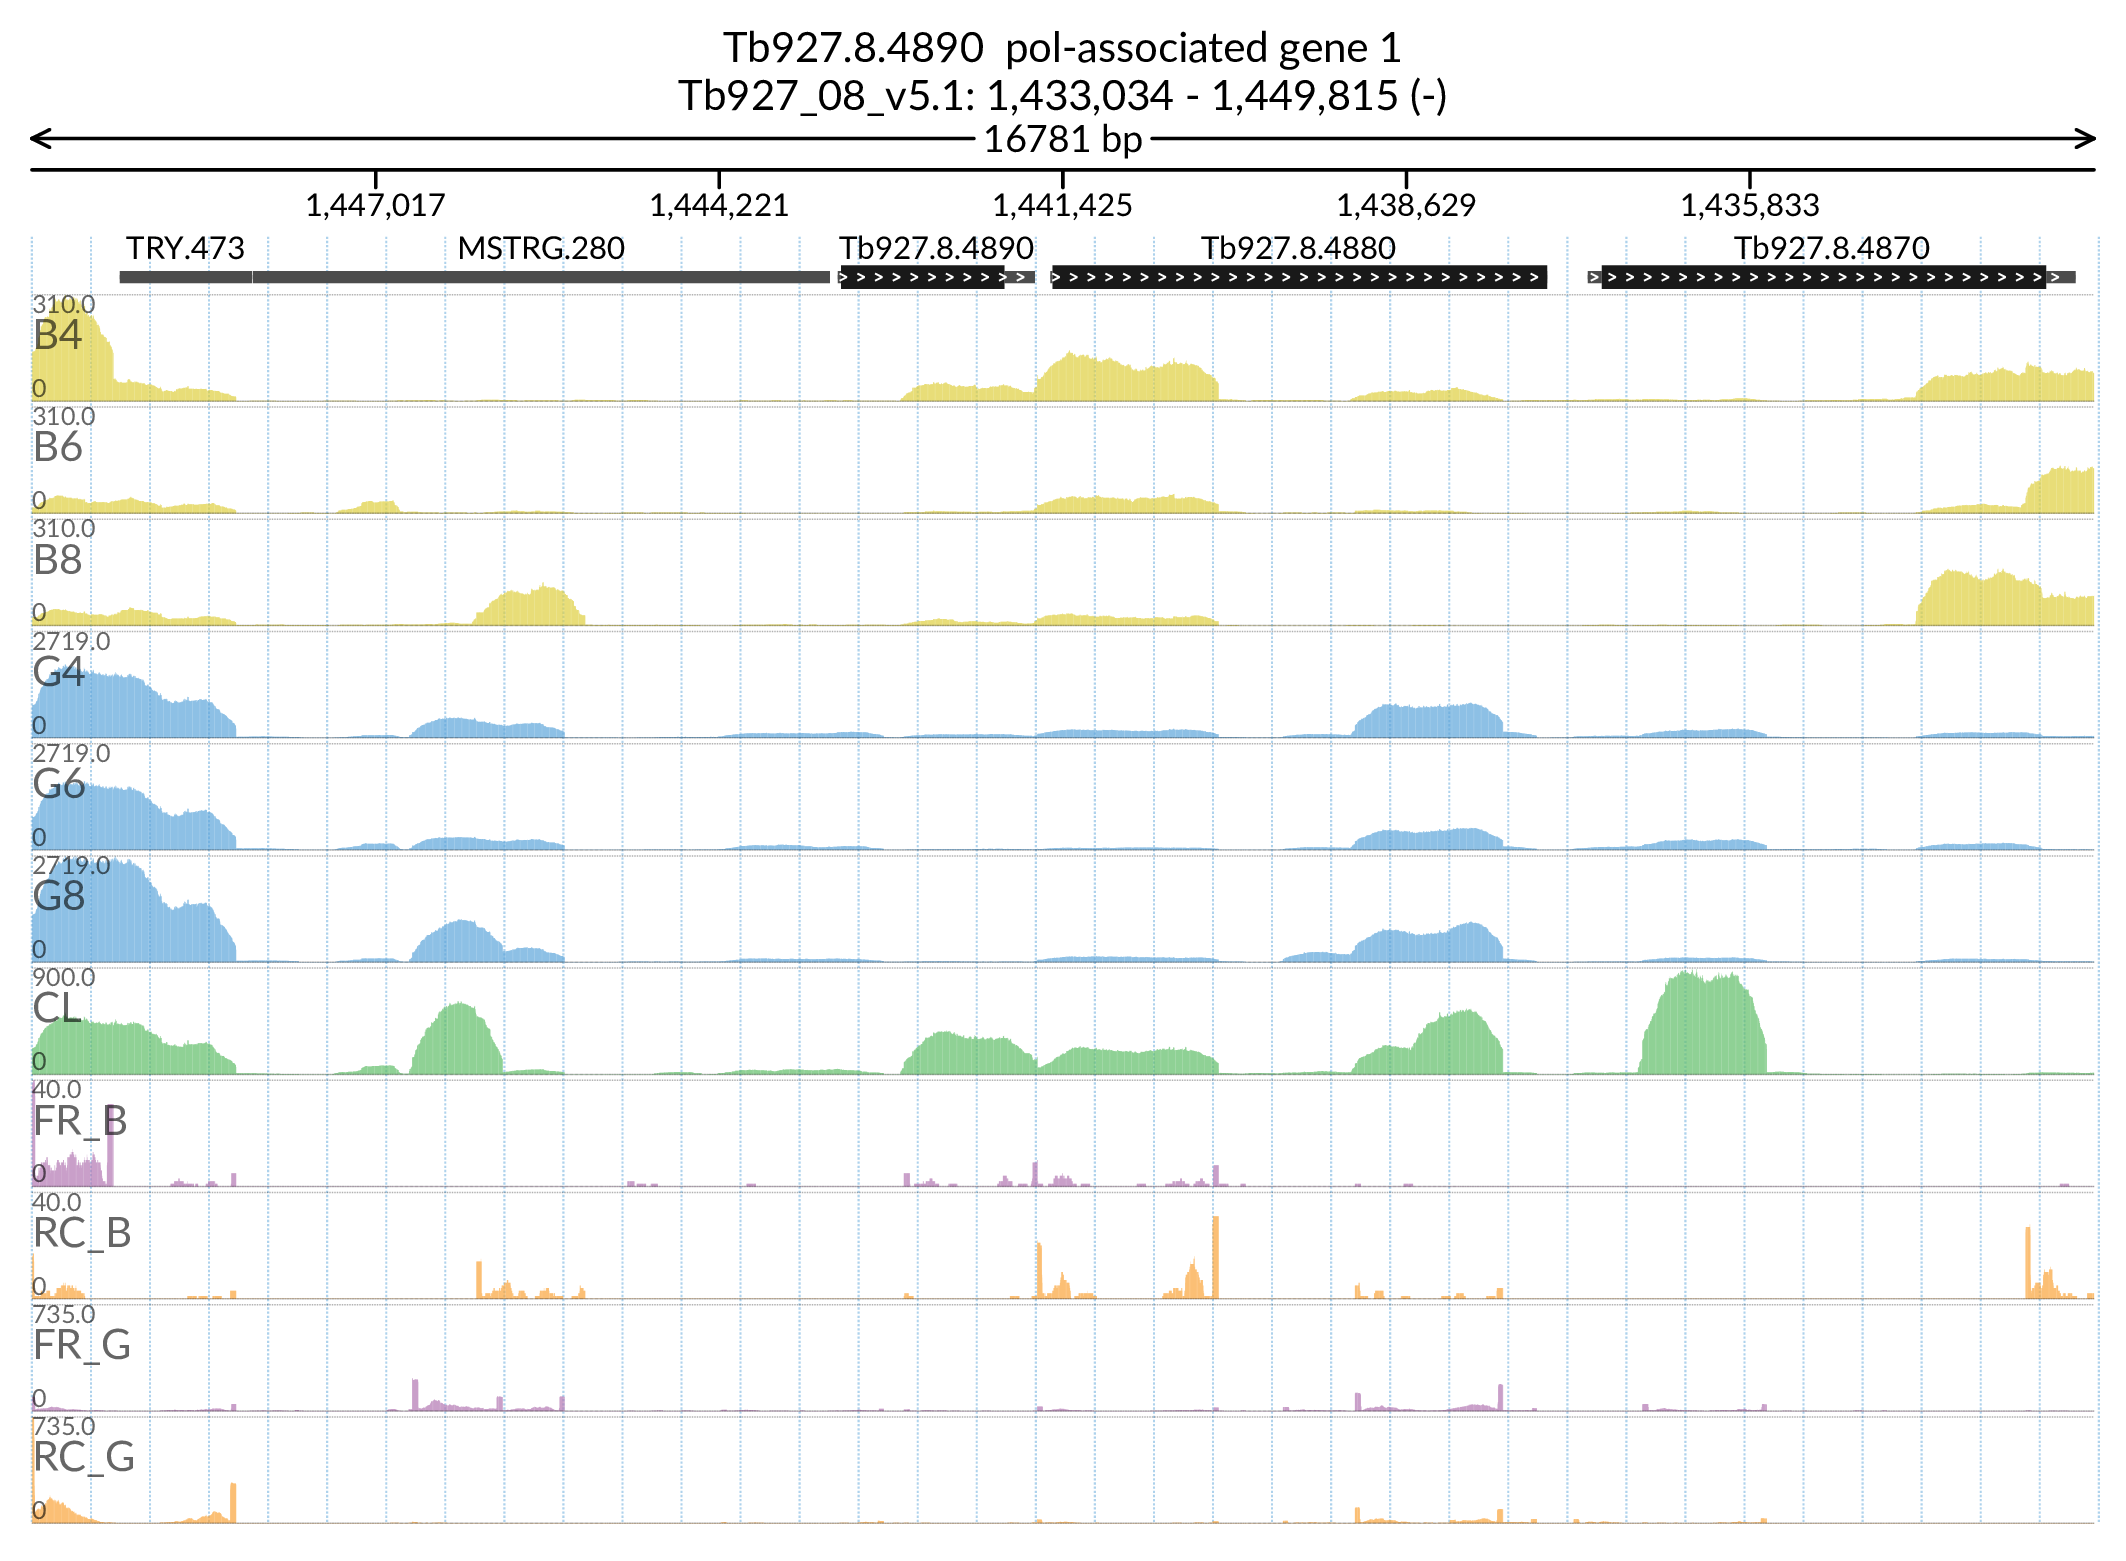 Tb927.8.4890  pol-associated gene 1
Tb927_08_v5.1: 1,433,034 - 1,449,815 (-)
16781 bp
1,447,017 1,444,221 1,441,425 1,438,629 1,435,833
TRY.473 MSTRG.280 Tb927.8.4890 Tb927.8.4880 Tb927.8.4870
310.0
B4
0
310.0
B6
0
310.0
B8
0
2719.0
G4
0
2719.0
G6
0
2719.0
G8
0
900.0
CL
0
40.0
FR_B
0
40.0
RC_B
0
735.0
FR_G
0
735.0
RC_G
0